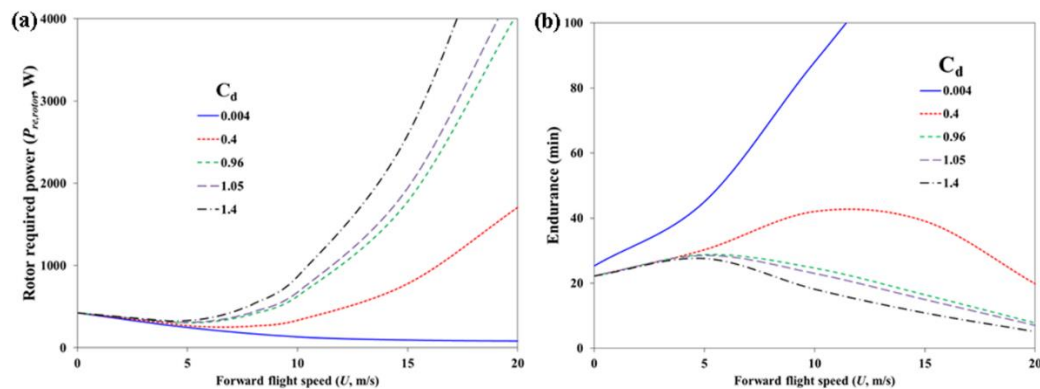 (a)
Rotor required power (P_re,rotor, W)
4000
3000
2000
1000
0
C_d
0.004
0.4
0.96
1.05
1.4
0 5 10 15 20
Forward flight speed (U, m/s)
(b)
Endurance (min)
100
80
60
40
20
0
C_d
0.004
0.4
0.96
1.05
1.4
0 5 10 15 20
Forward flight speed (U, m/s)